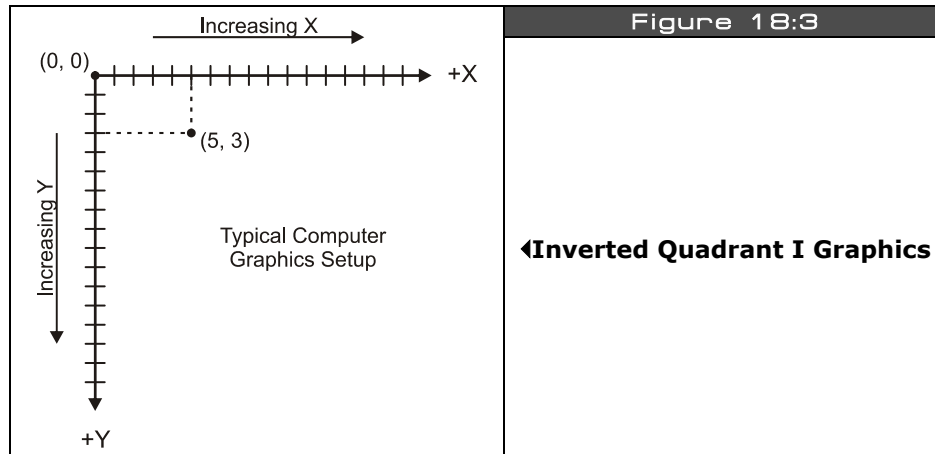 Increasing X
(0, 0)
+X
(5, 3)
Increasing Y
Typical Computer
Graphics Setup
+Y
Figure 18:3
Inverted Quadrant I Graphics